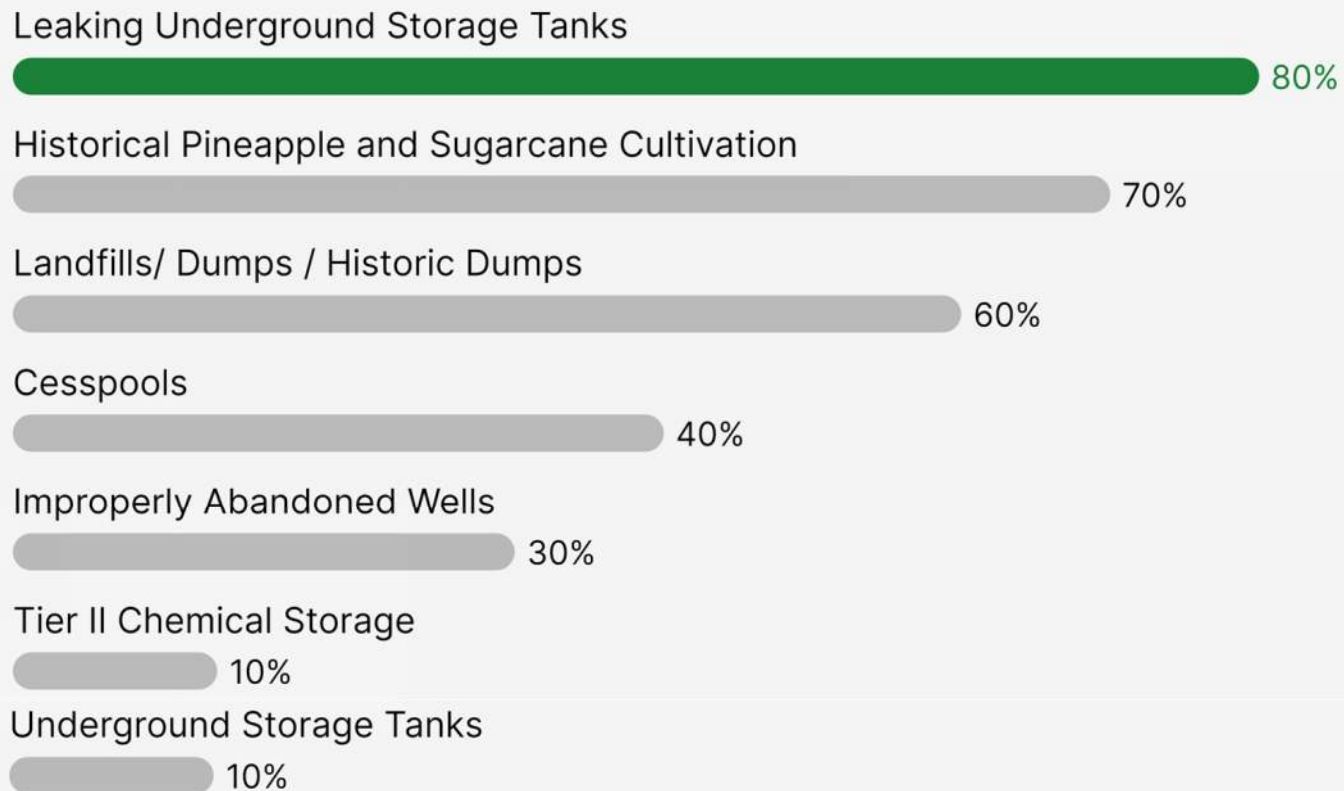 Leaking Underground Storage Tanks
80%
Historical Pineapple and Sugarcane Cultivation
70%
Landfills/ Dumps / Historic Dumps
60%
Cesspools
40%
Improperly Abandoned Wells
30%
Tier II Chemical Storage
10%
Underground Storage Tanks
10%